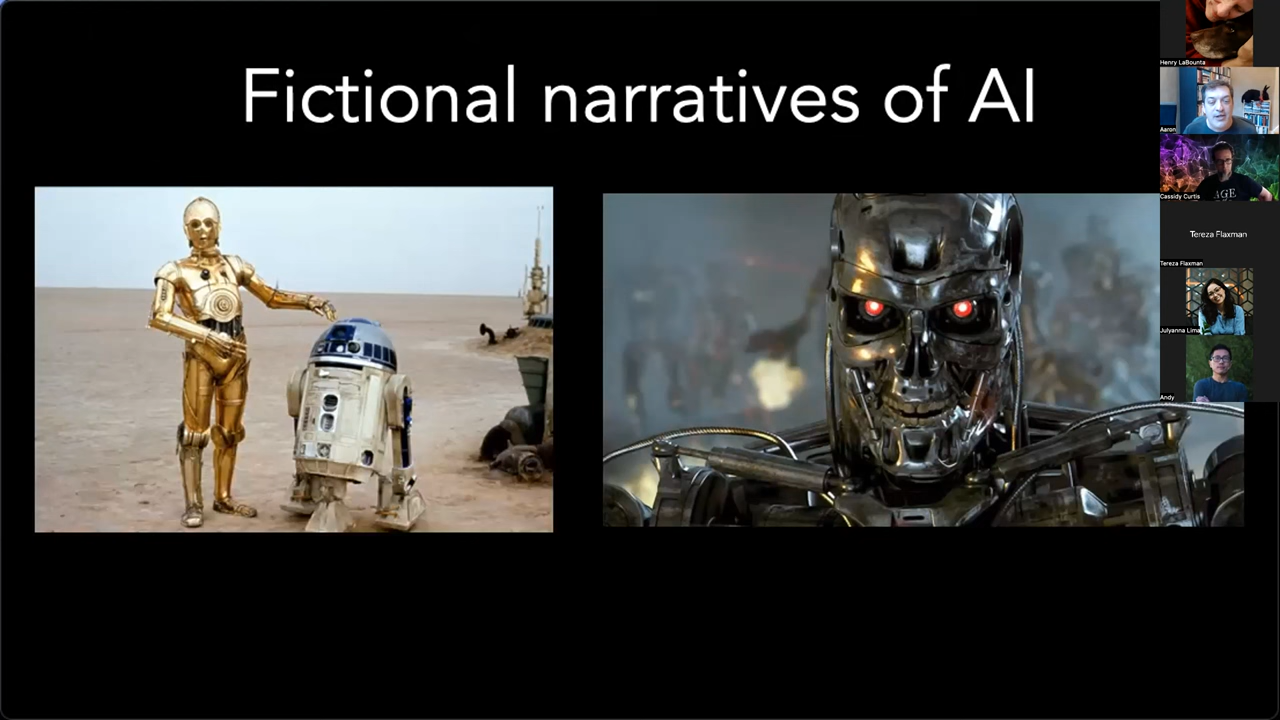 Fictional narratives of AI
Henry LaBounta
Aaron
Cassidy Curtis
Tereza Flaxman
Tereza Flaxman
Julyanna Lima
Andy